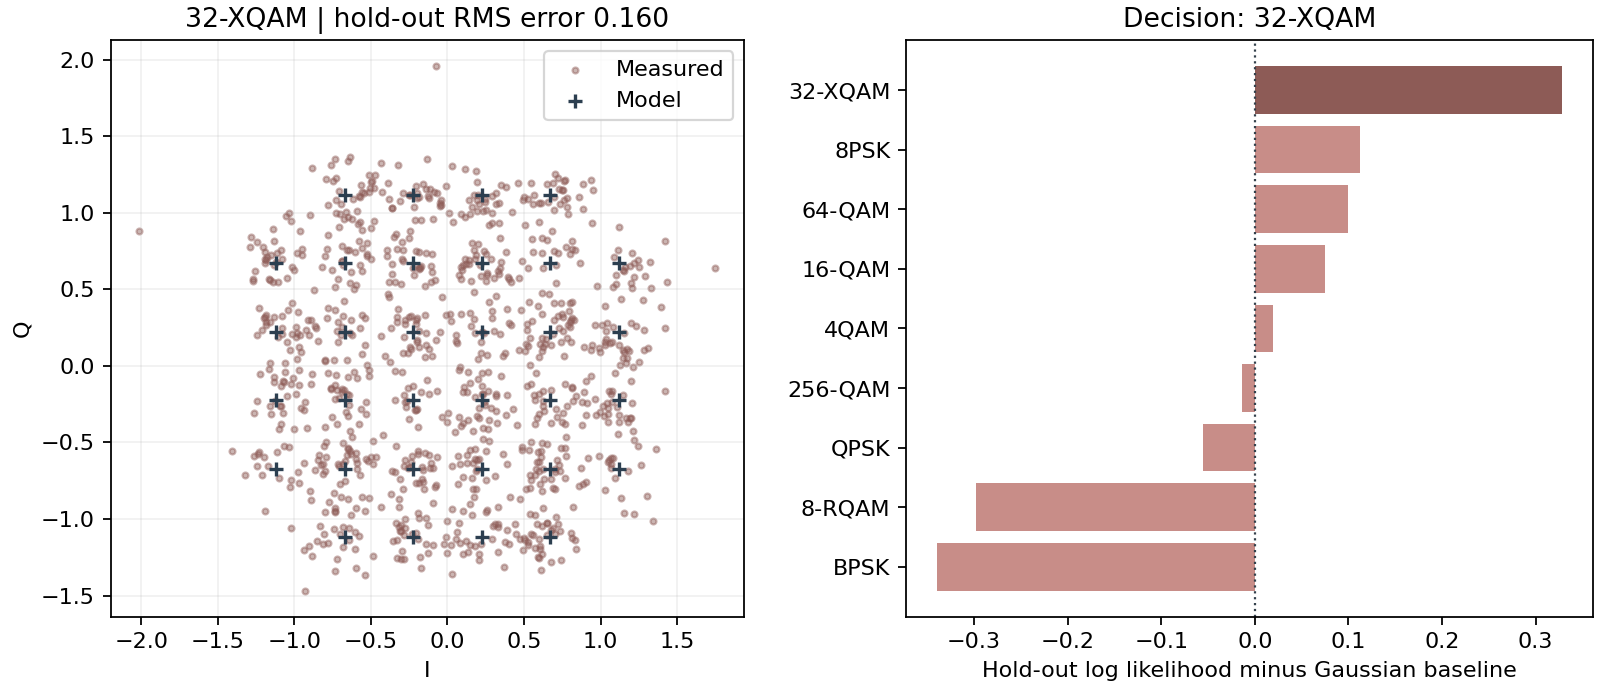 32-XQAM | hold-out RMS error 0.160
Measured
Model
2.0
1.5
1.0
0.5
0.0
−0.5
−1.0
−1.5
Q
−2.0 −1.5 −1.0 −0.5 0.0 0.5 1.0 1.5
I
Decision: 32-XQAM
32-XQAM
8PSK
64-QAM
16-QAM
4QAM
256-QAM
QPSK
8-RQAM
BPSK
−0.3 −0.2 −0.1 0.0 0.1 0.2 0.3
Hold-out log likelihood minus Gaussian baseline